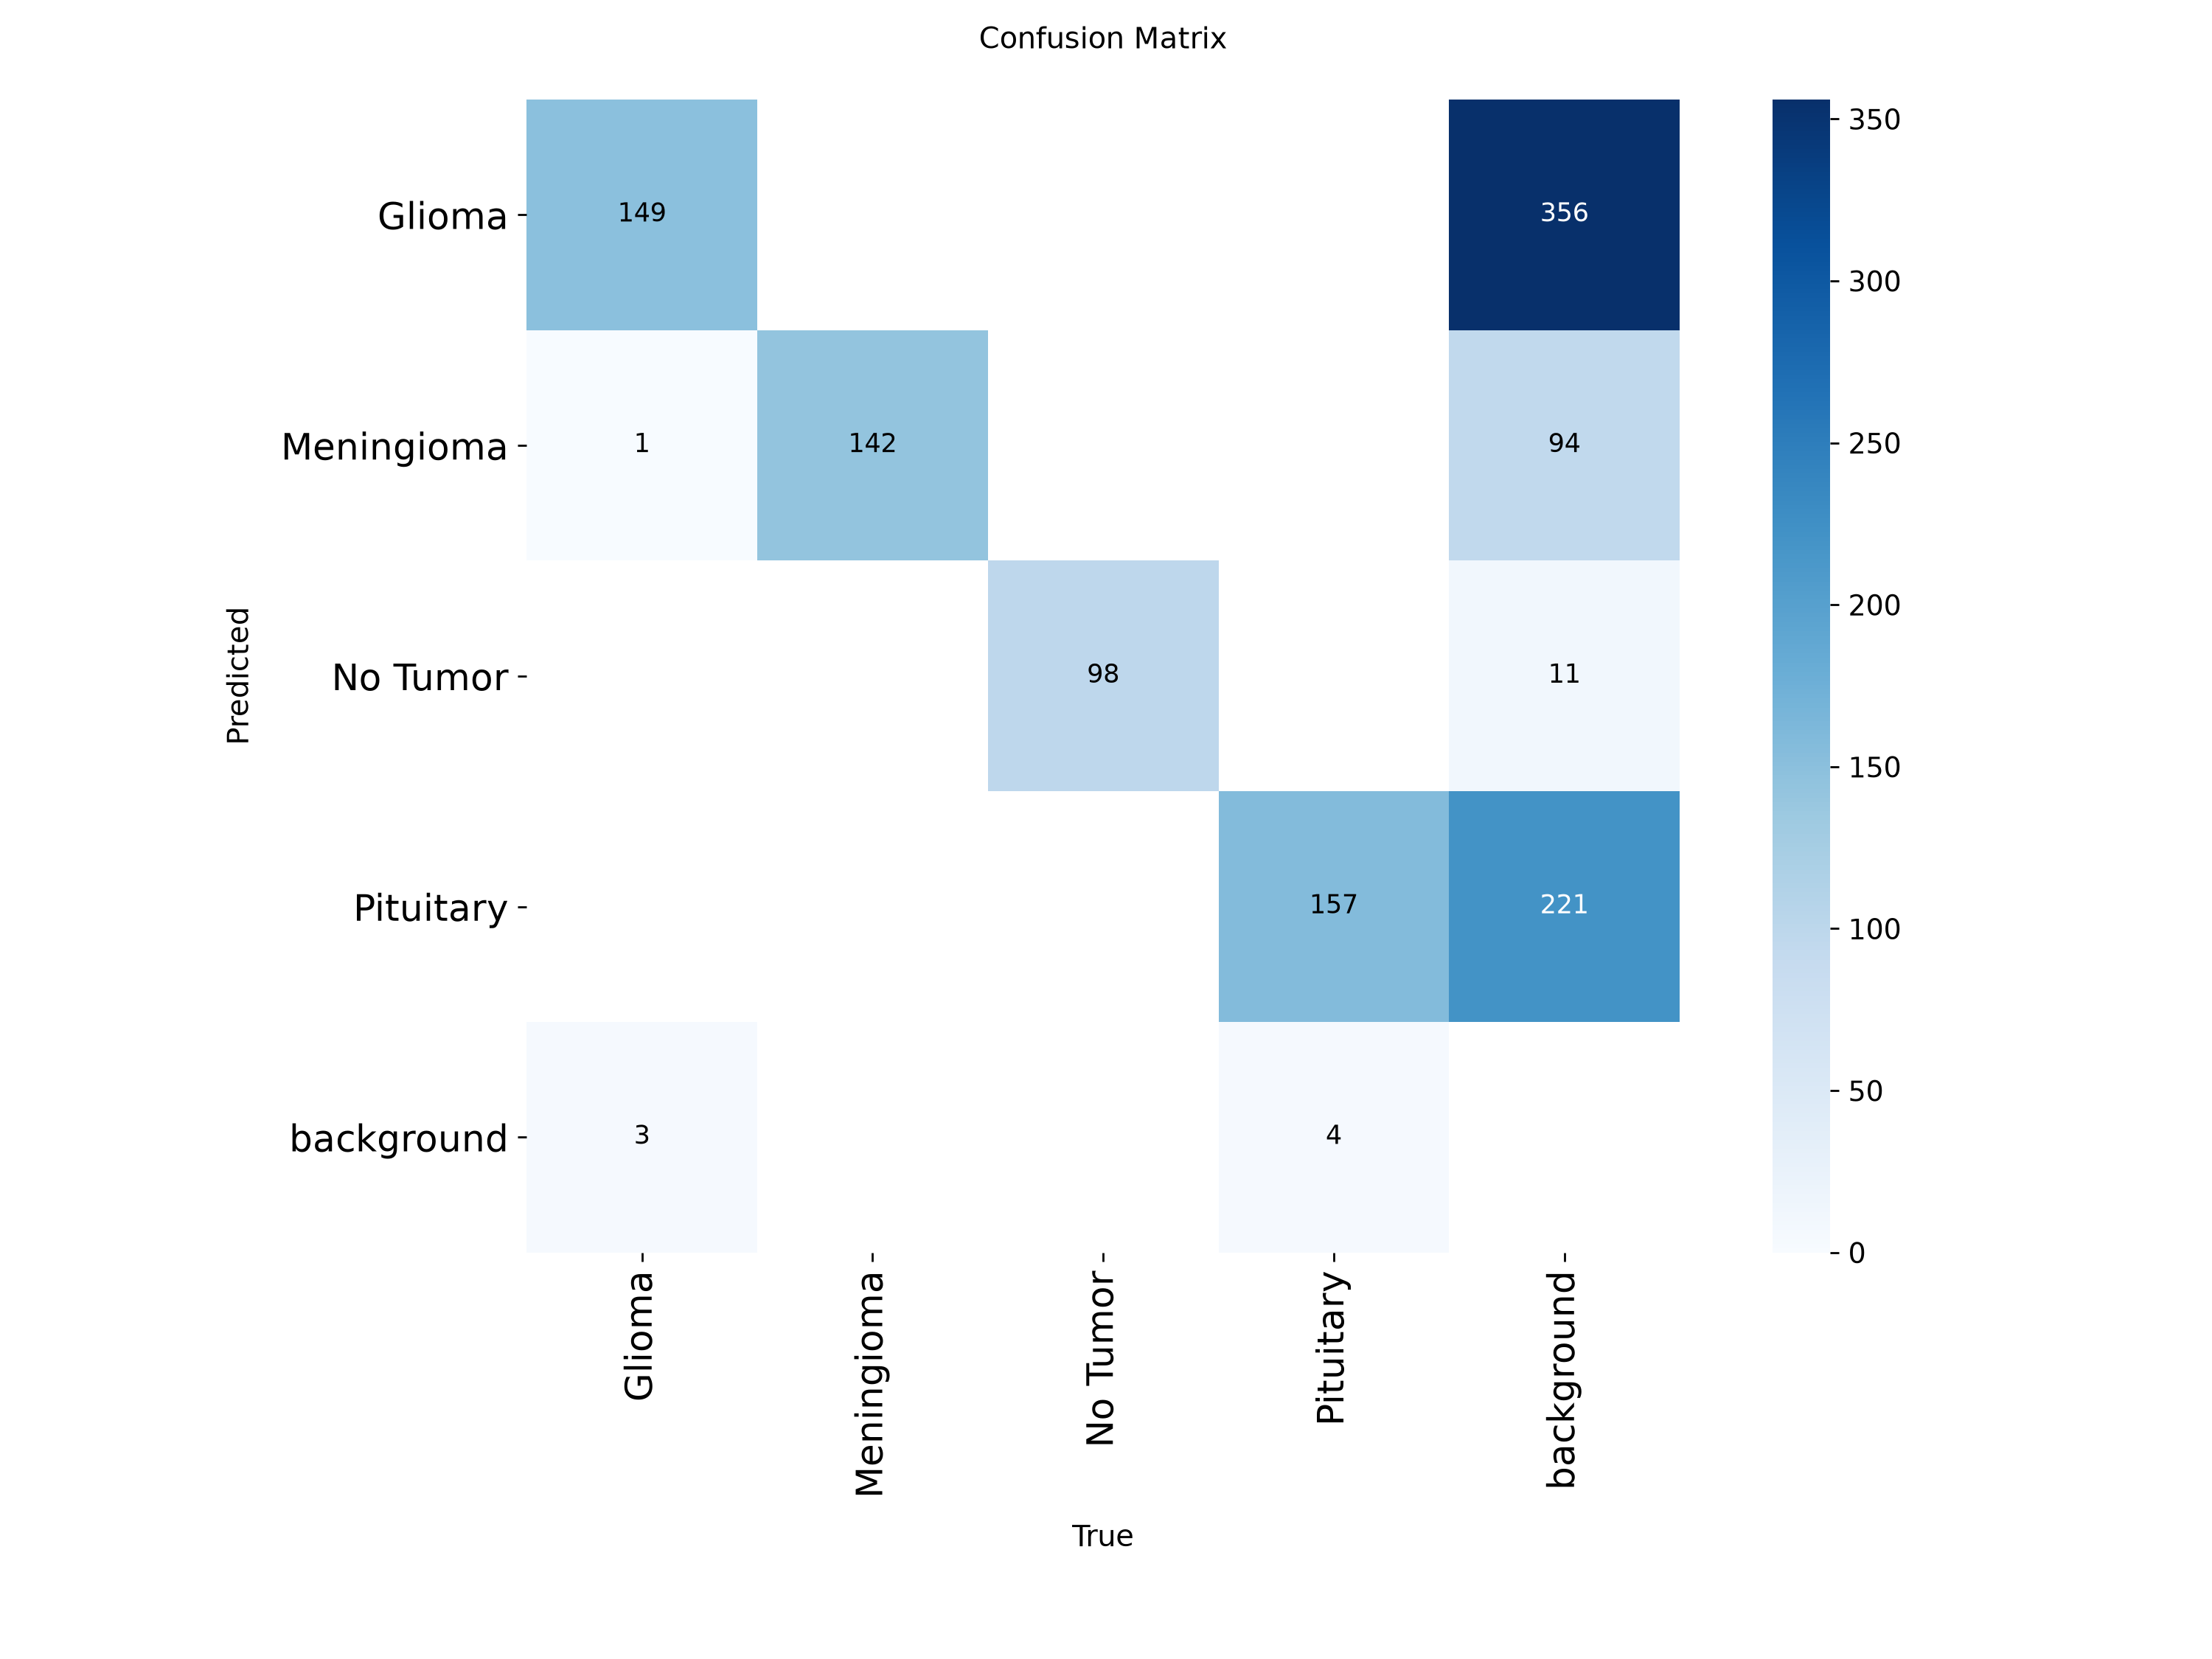 Confusion Matrix
Glioma
149
356
350
300
Meningioma
1
142
94
250
200
Predicted
No Tumor
98
11
150
Pituitary
157
221
100
50
background
3
4
0
Glioma
Meningioma
No Tumor
Pituitary
background
True